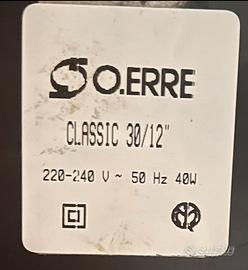 O.ERRE
CLASSIC 30/12"
220-240 V ~ 50 Hz 40W